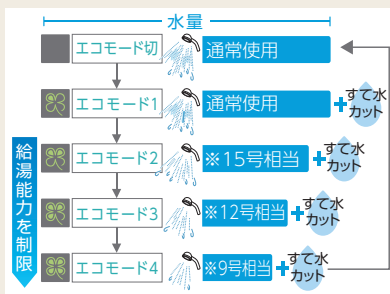 水量
エコモード切
通常使用
エコモード1
通常使用
+
すて水
カット
給湯能力を制限
エコモード2
※15号相当
+
すて水
カット
エコモード3
※12号相当
+
すて水
カット
エコモード4
※9号相当
+
すて水
カット